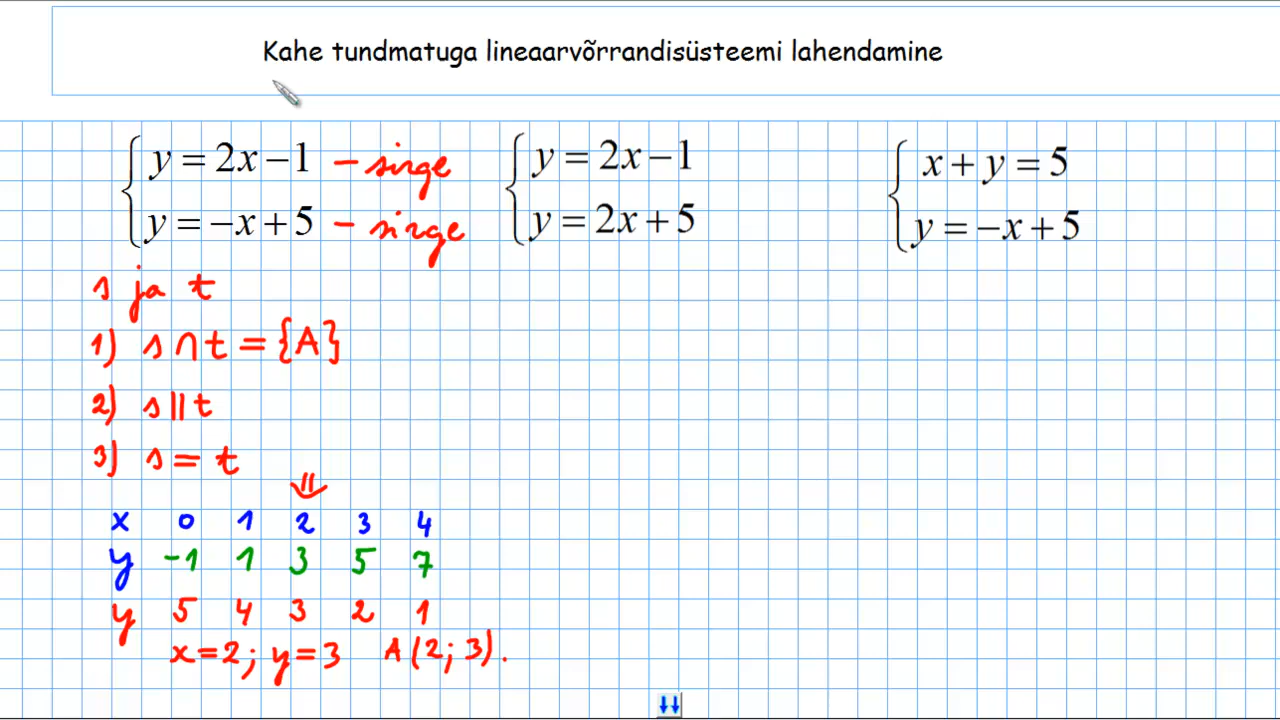 Kahe tundmatuga lineaarvõrrandisüsteemi lahendamine
y = 2x − 1 – sirge
y = −x + 5 – sirge
y = 2x − 1
y = 2x + 5
x + y = 5
y = −x + 5
s ja t
1) s ∩ t = {A}
2) s || t
3) s = t
⇓
x 0 1 2 3 4
y -1 1 3 5 7
y 5 4 3 2 1
x = 2; y = 3 A(2; 3).